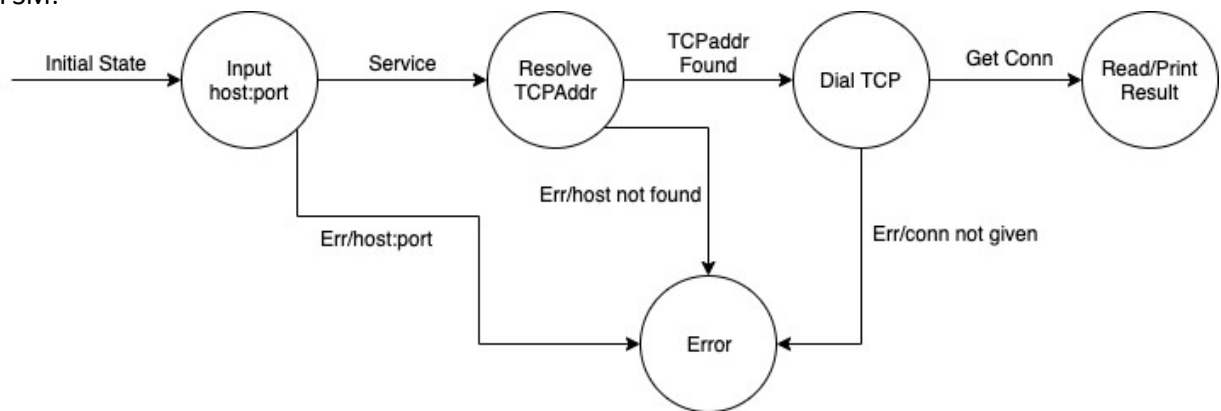 FSM:
Initial State
Input
host:port
Service
Resolve
TCPAddr
TCPaddr
Found
Dial TCP
Get Conn
Read/Print
Result
Err/host not found
Err/host:port
Err/conn not given
Error